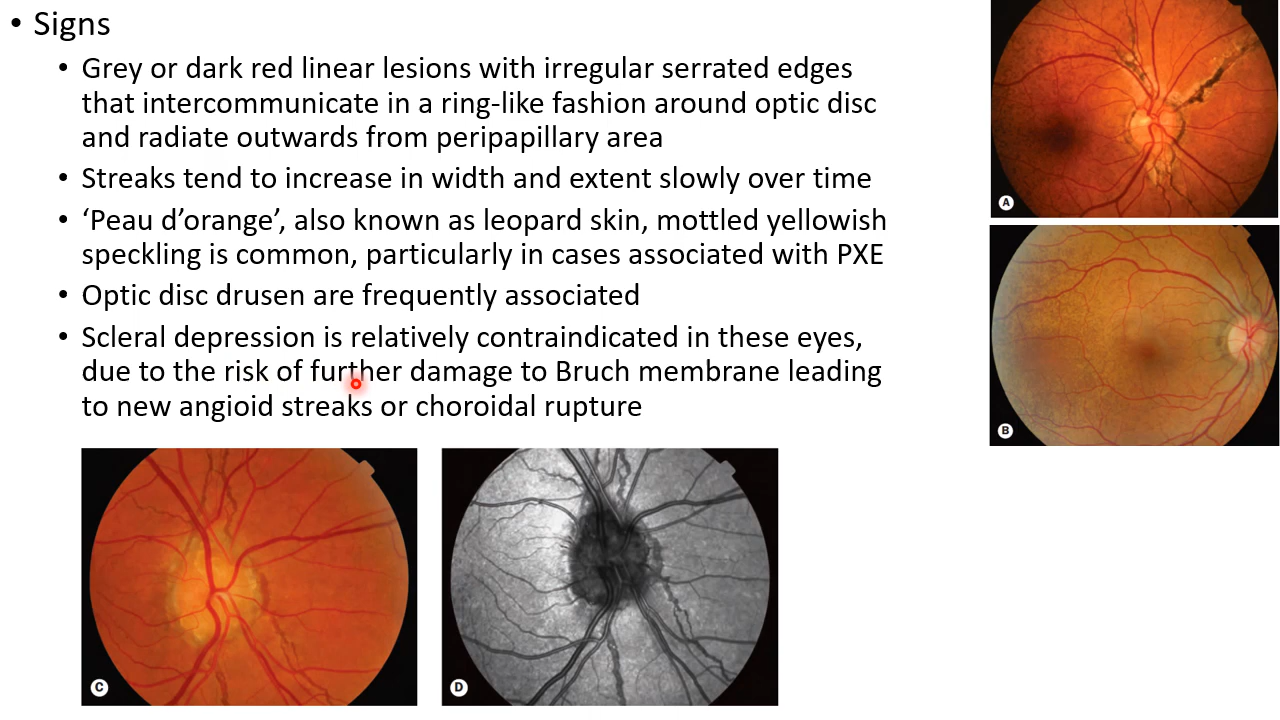 • Signs
• Grey or dark red linear lesions with irregular serrated edges
that intercommunicate in a ring-like fashion around optic disc
and radiate outwards from peripapillary area
• Streaks tend to increase in width and extent slowly over time
• ‘Peau d’orange’, also known as leopard skin, mottled yellowish
speckling is common, particularly in cases associated with PXE
• Optic disc drusen are frequently associated
• Scleral depression is relatively contraindicated in these eyes,
due to the risk of further damage to Bruch membrane leading
to new angioid streaks or choroidal rupture
A
B
C
D